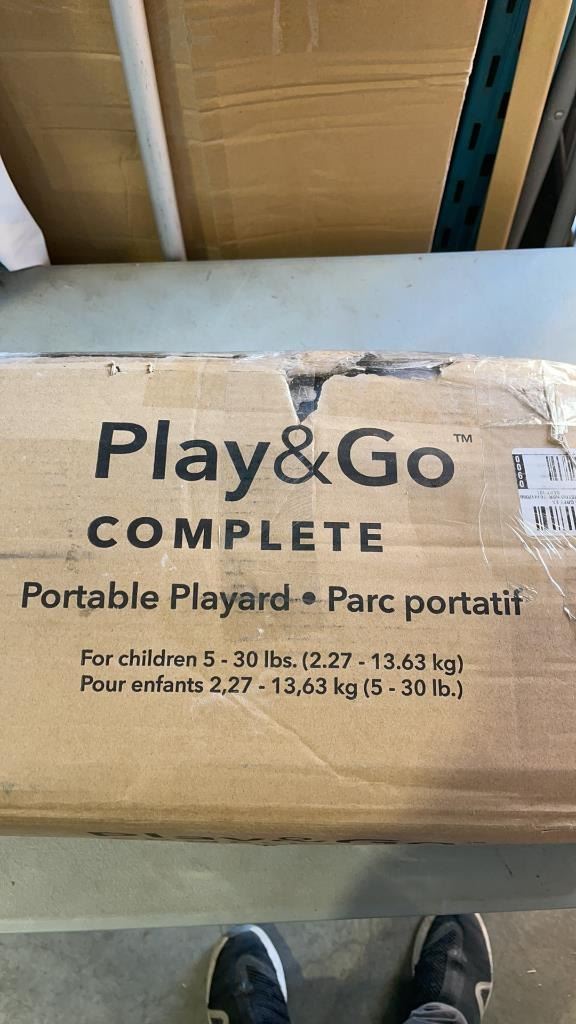 Play&Go™
COMPLETE
Portable Playard • Parc portatif
For children 5 - 30 lbs. (2.27 - 13.63 kg)
Pour enfants 2,27 - 13,63 kg (5 - 30 lb.)
0060